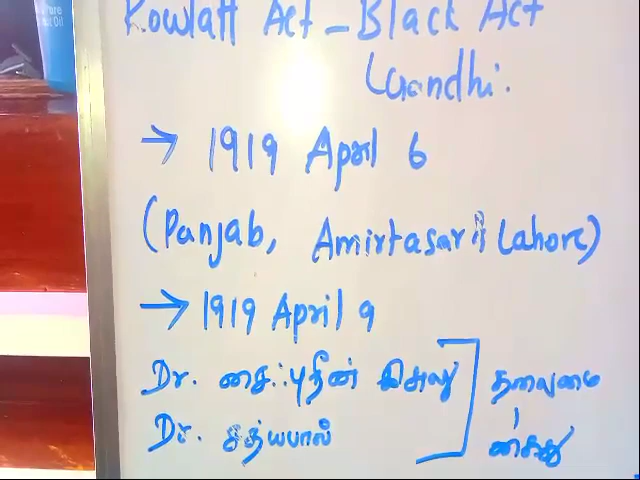 Rowlatt Act - Black Act
Gandhi.
→ 1919 April 6
(Panjab, Amirtasar Lahore)
→ 1919 April 9
Dr. சைஃபுதீன் கிசலு
தலைமை
Dr. சத்யபால்
கைது